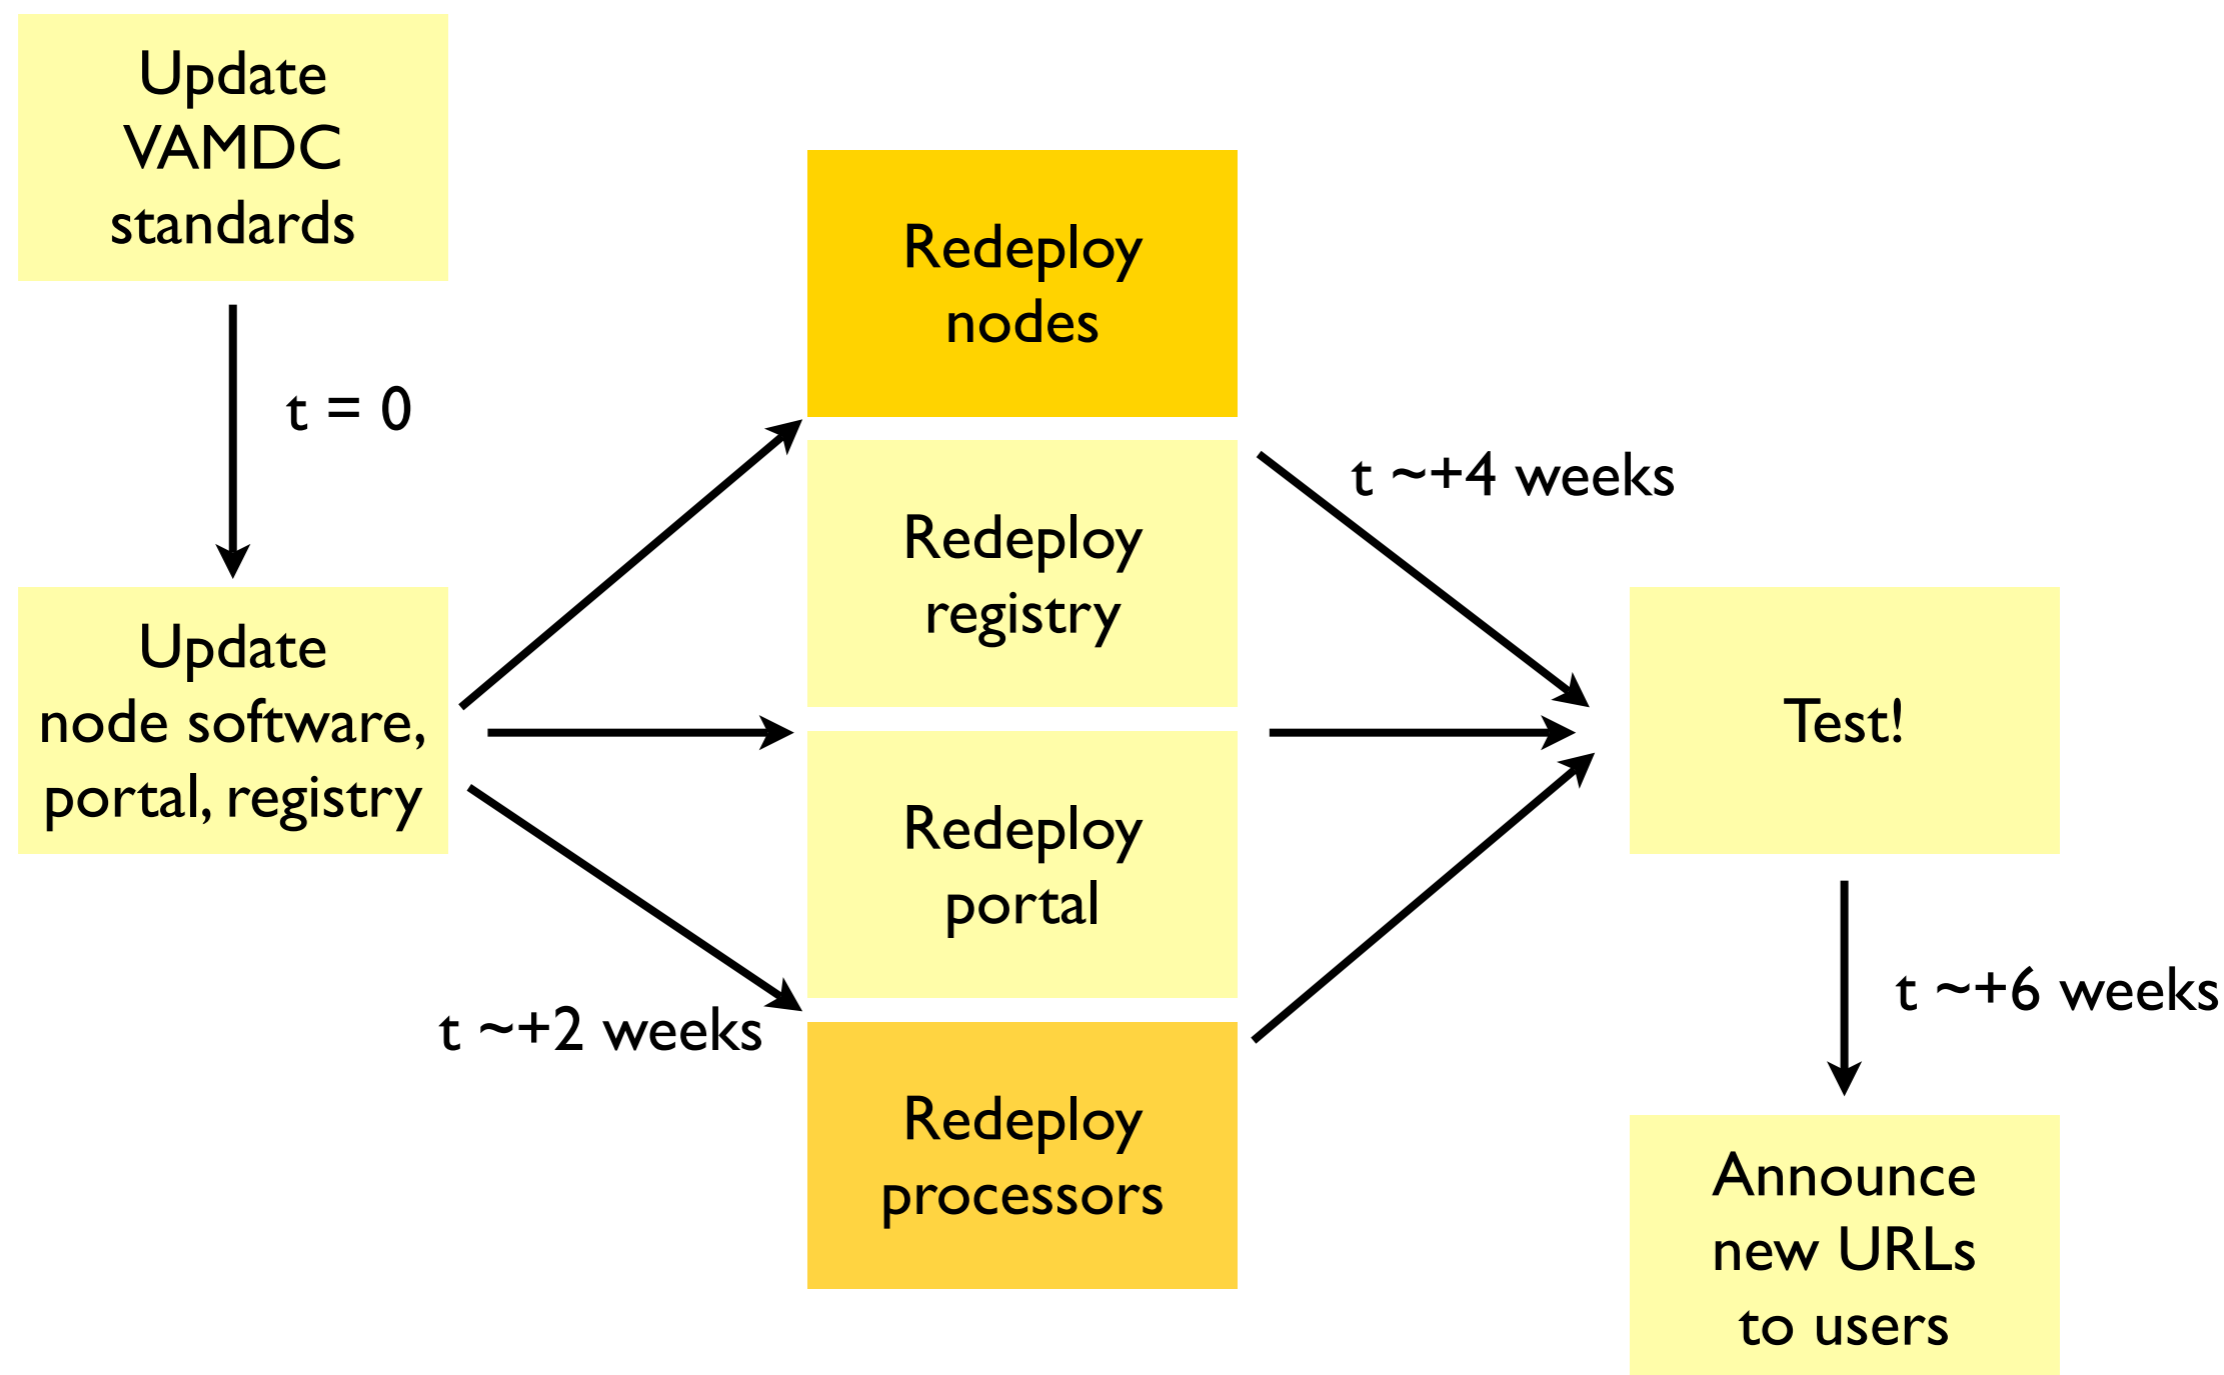 Update
VAMDC
standards
t = 0
Update
node software,
portal, registry
t ~+2 weeks
Redeploy
nodes
Redeploy
registry
Redeploy
portal
Redeploy
processors
t ~+4 weeks
Test!
t ~+6 weeks
Announce
new URLs
to users